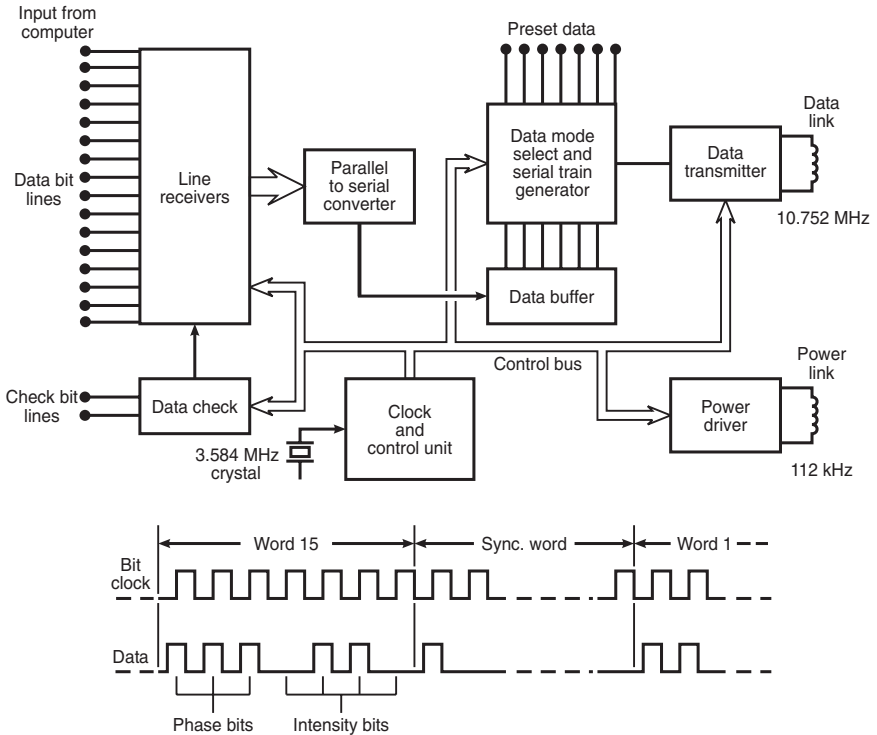 Input from
computer
Data bit
lines
Check bit
lines
Line
receivers
Data check
Parallel
to serial
converter
3.584 MHz
crystal
Clock
and
control unit
Preset data
Data mode
select and
serial train
generator
Data buffer
Control bus
Data
transmitter
Data
link
10.752 MHz
Power
driver
Power
link
112 kHz
Word 15
Sync. word
Word 1
Bit
clock
Data
Phase bits
Intensity bits